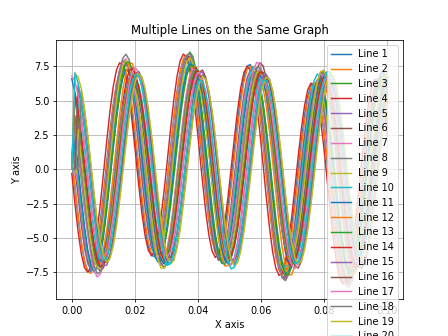 Multiple Lines on the Same Graph
Y axis
7.5
5.0
2.5
0.0
−2.5
−5.0
−7.5
0.00
0.02
0.04
0.06
X axis
Line 1
Line 2
Line 3
Line 4
Line 5
Line 6
Line 7
Line 8
Line 9
Line 10
Line 11
Line 12
Line 13
Line 14
Line 15
Line 16
Line 17
Line 18
Line 19
Line 20